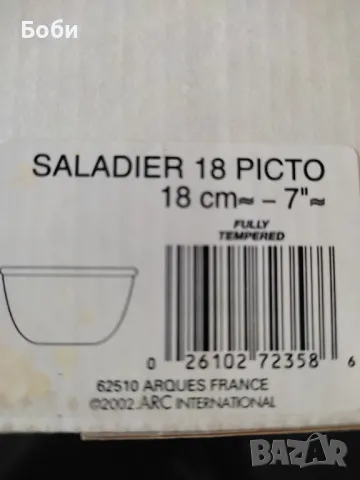 Боби
SALADIER 18 PICTO
18 cm≈ – 7"≈
FULLY
TEMPERED
0 26102 72358 6
62510 ARQUES FRANCE
©2002 ARC INTERNATIONAL
BAZAR